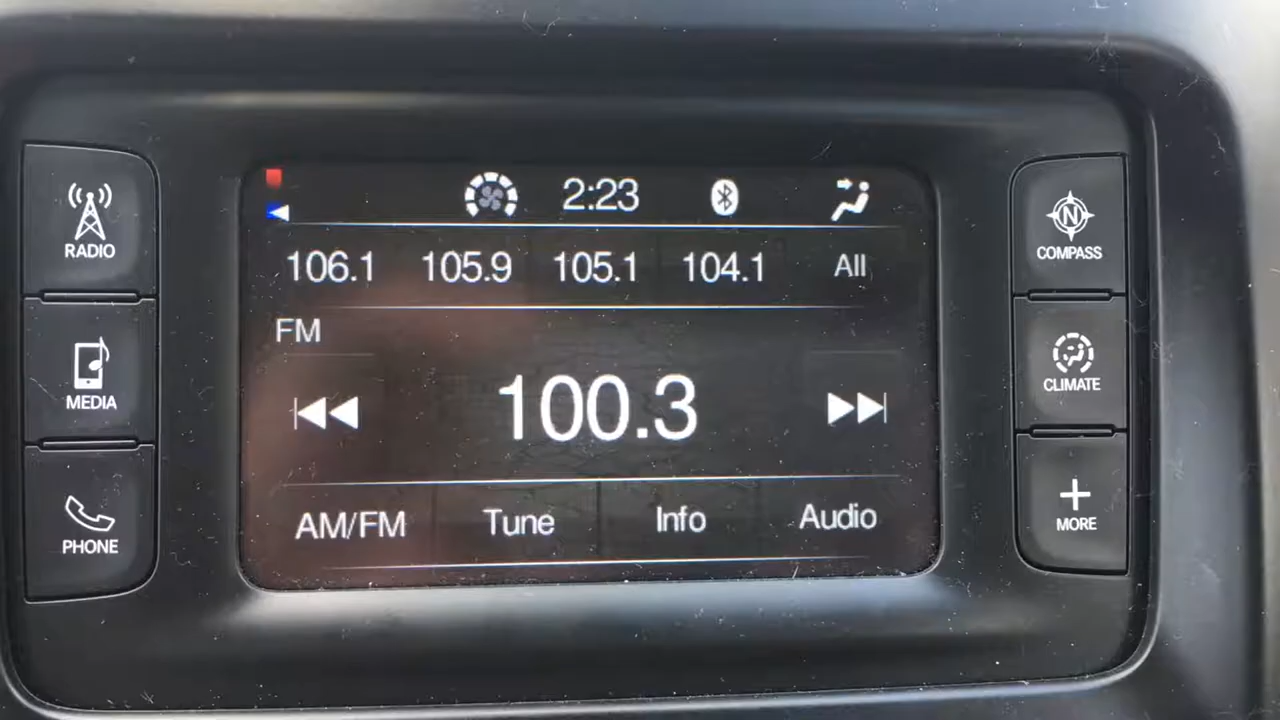 2:23
106.1 105.9 105.1 104.1 All
FM
100.3
AM/FM Tune Info Audio
RADIO
MEDIA
PHONE
N
COMPASS
CLIMATE
MORE